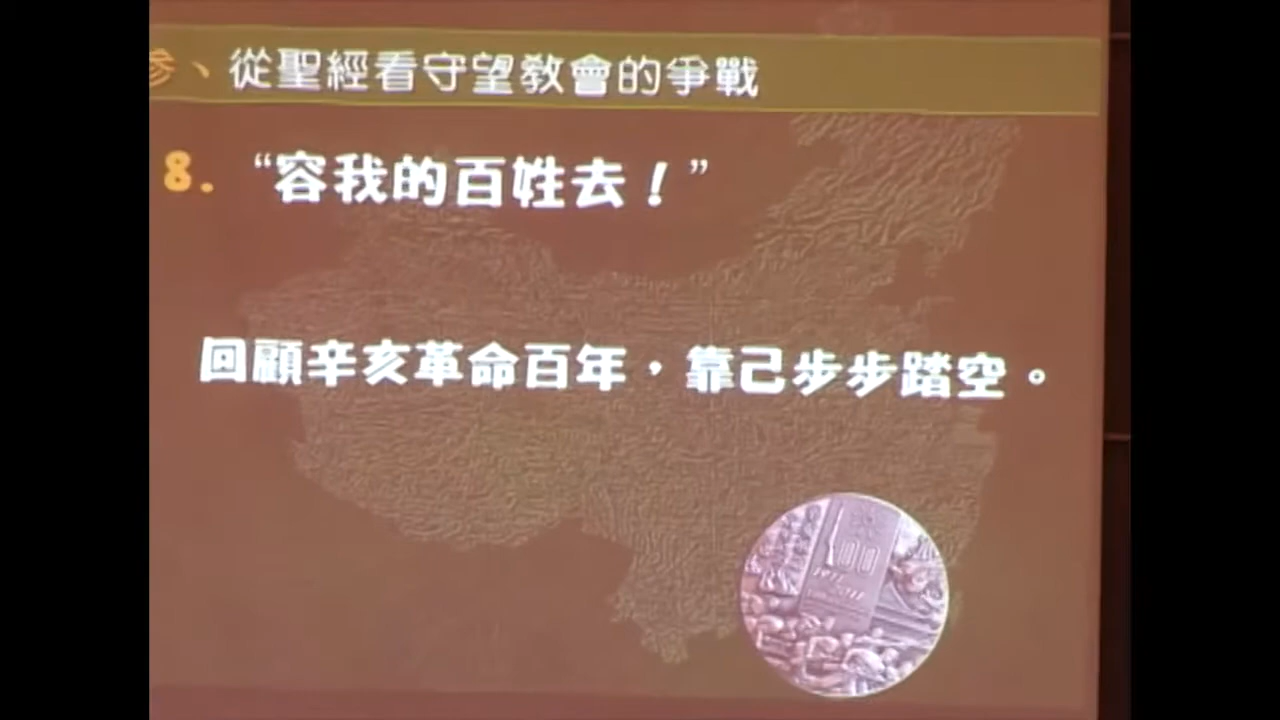 參、從聖經看守望教會的爭戰
8. “容我的百姓去！”
回顧辛亥革命百年，靠己步步踏空。
100